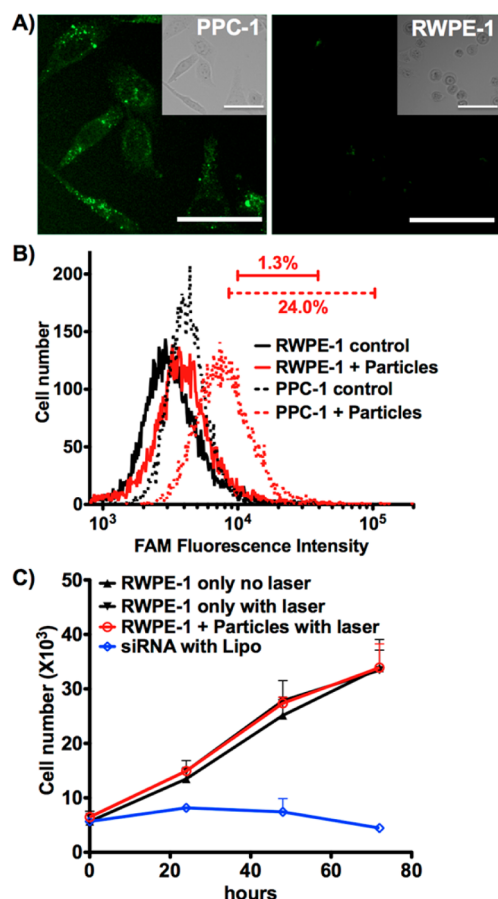 A)
PPC-1
RWPE-1
B)
1.3%
24.0%
200
150
100
50
0
Cell number
RWPE-1 control
RWPE-1 + Particles
PPC-1 control
PPC-1 + Particles
10³
10⁴
10⁵
FAM Fluorescence Intensity
C)
RWPE-1 only no laser
RWPE-1 only with laser
RWPE-1 + Particles with laser
siRNA with Lipo
50
40
30
20
10
0
Cell number (X10³)
0
20
40
60
80
hours